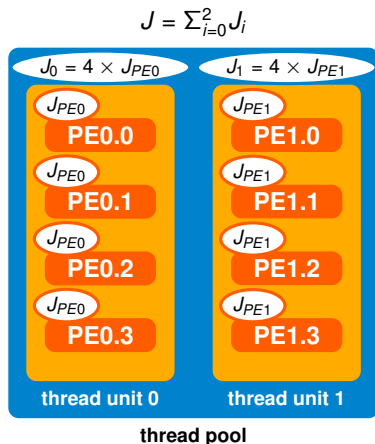 J = Σ²ᵢ₌₀Jᵢ
J₀ = 4 × J_PE0 J₁ = 4 × J_PE1
J_PE0 J_PE1
PE0.0 PE1.0
J_PE0 J_PE1
PE0.1 PE1.1
J_PE0 J_PE1
PE0.2 PE1.2
J_PE0 J_PE1
PE0.3 PE1.3
thread unit 0 thread unit 1
thread pool